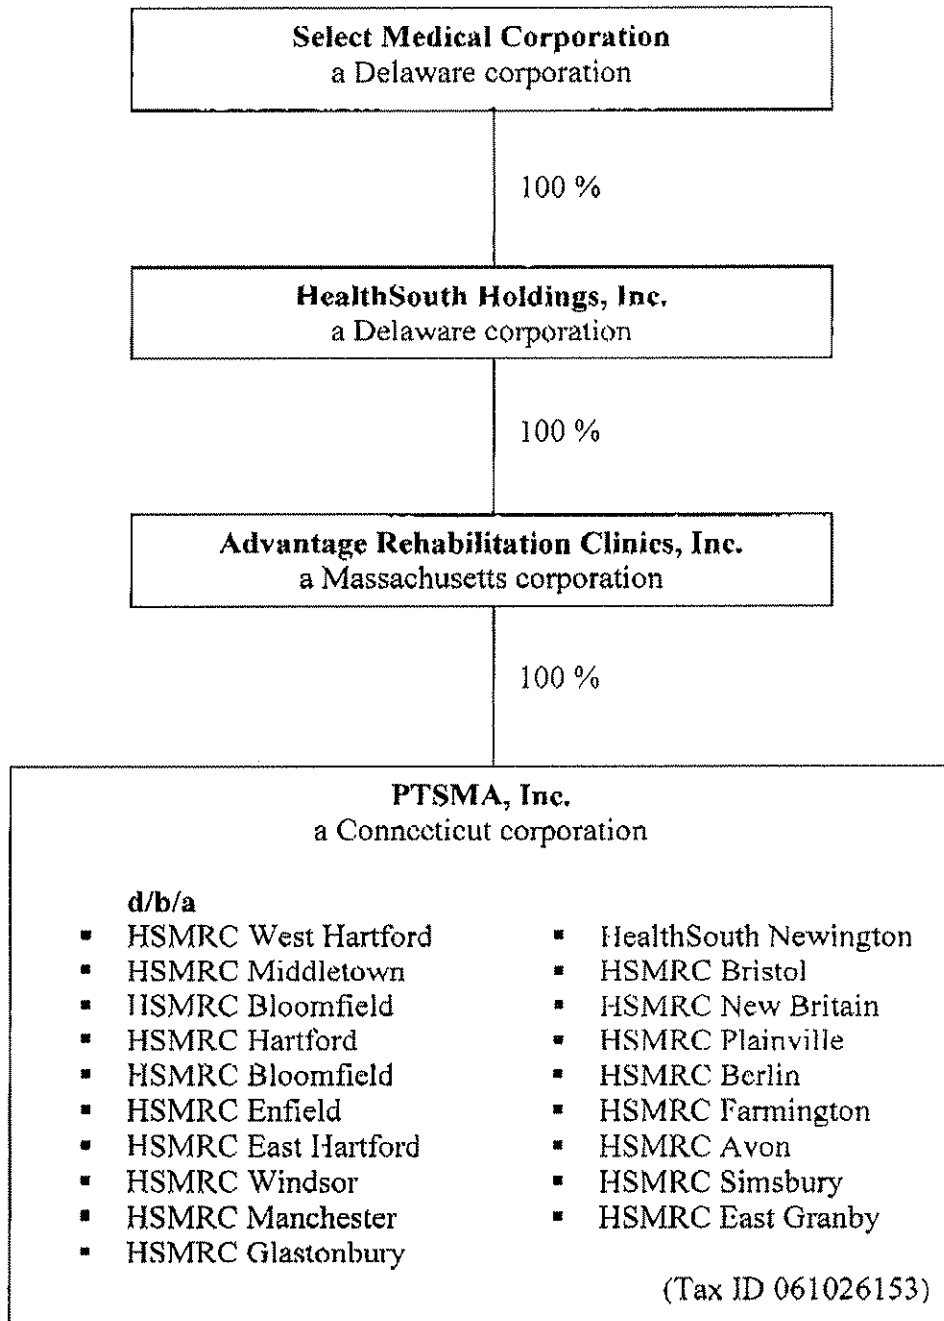 Select Medical Corporation
a Delaware corporation
100 %
HealthSouth Holdings, Inc.
a Delaware corporation
100 %
Advantage Rehabilitation Clinics, Inc.
a Massachusetts corporation
100 %
PTSMA, Inc.
a Connecticut corporation
d/b/a
▪ HSMRC West Hartford
▪ HSMRC Middletown
▪ HSMRC Bloomfield
▪ HSMRC Hartford
▪ HSMRC Bloomfield
▪ HSMRC Enfield
▪ HSMRC East Hartford
▪ HSMRC Windsor
▪ HSMRC Manchester
▪ HSMRC Glastonbury
▪ HealthSouth Newington
▪ HSMRC Bristol
▪ HSMRC New Britain
▪ HSMRC Plainville
▪ HSMRC Berlin
▪ HSMRC Farmington
▪ HSMRC Avon
▪ HSMRC Simsbury
▪ HSMRC East Granby
(Tax ID 061026153)